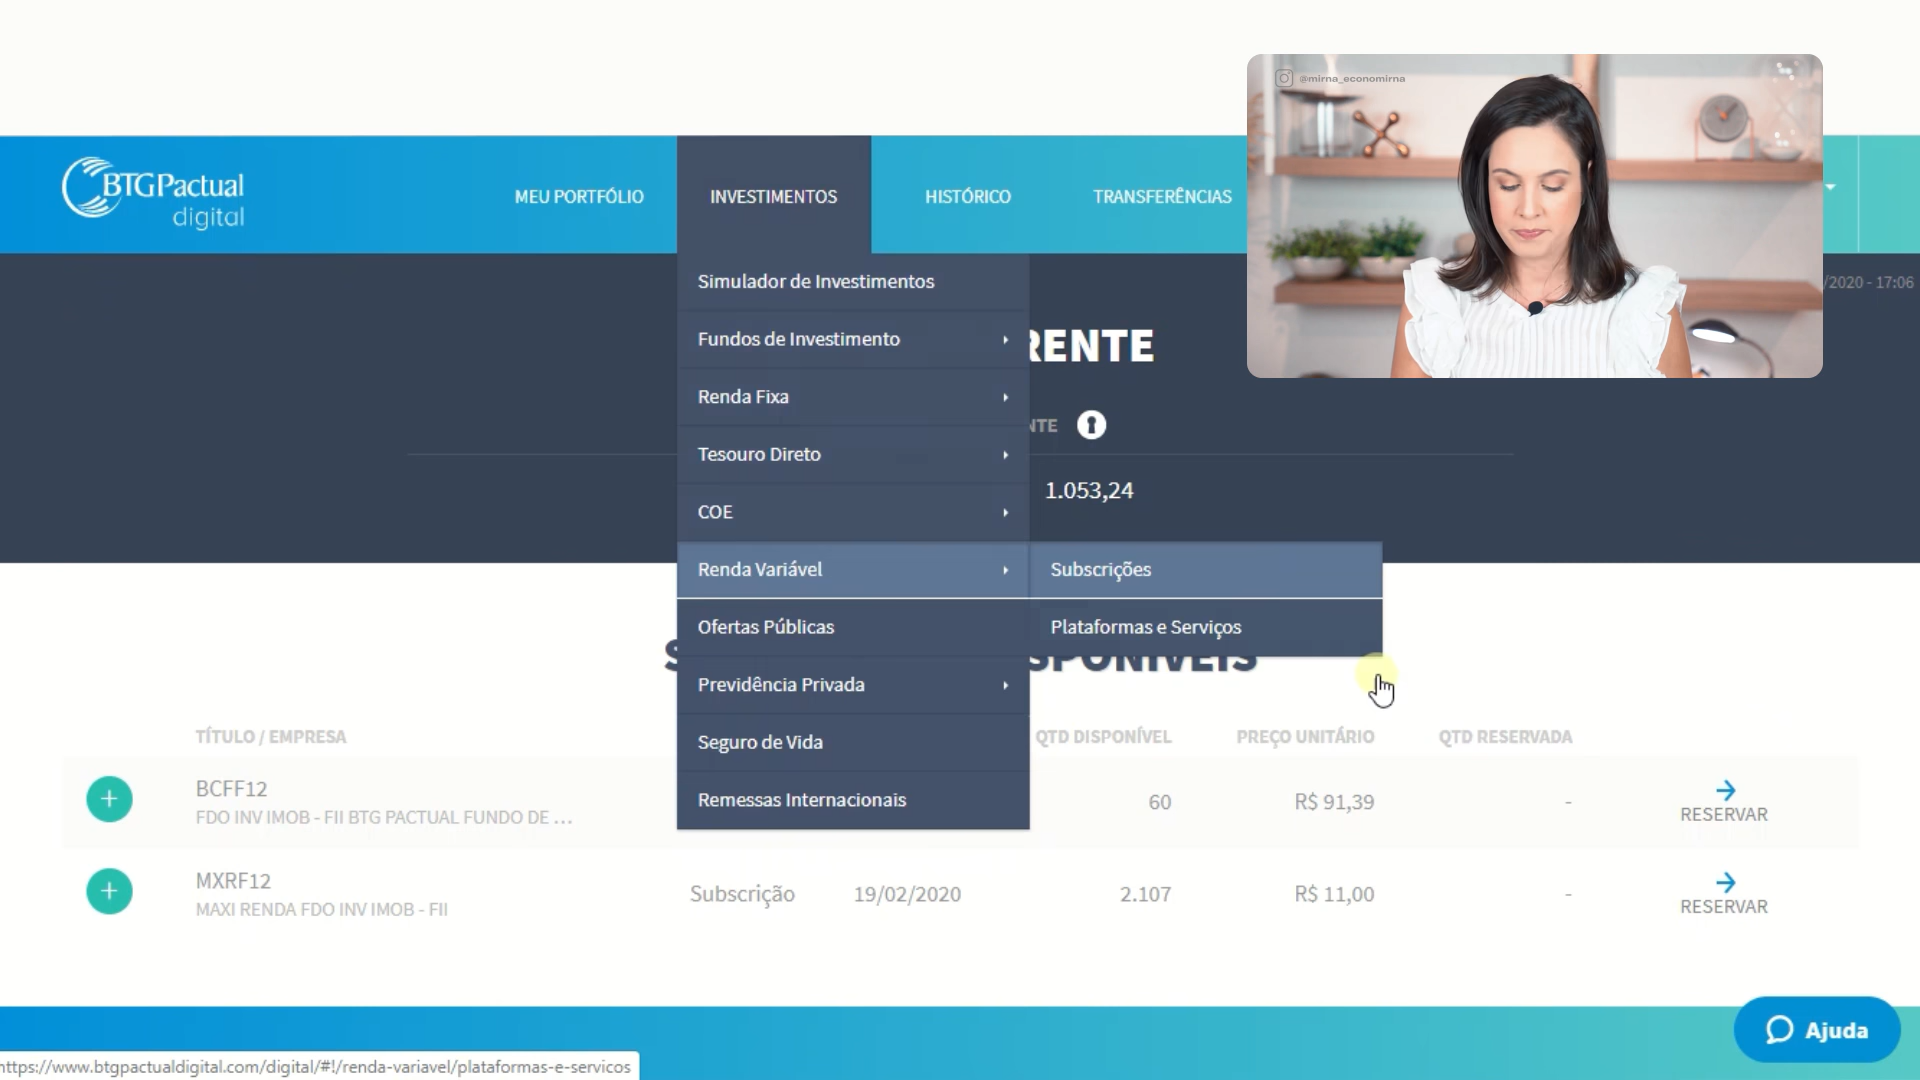 @mirna_economirna
BTGPactual
digital
MEU PORTFÓLIO
INVESTIMENTOS
HISTÓRICO
TRANSFERÊNCIAS
/2020 - 17:06
Simulador de Investimentos
Fundos de Investimento
Renda Fixa
Tesouro Direto
COE
Renda Variável
Ofertas Públicas
Previdência Privada
Seguro de Vida
Remessas Internacionais
Subscrições
Plataformas e Serviços
RENTE
NTE
1.053,24
S
SPONÍVEIS
TÍTULO / EMPRESA
QTD DISPONÍVEL
PREÇO UNITÁRIO
QTD RESERVADA
BCFF12
FDO INV IMOB - FII BTG PACTUAL FUNDO DE ...
60
R$ 91,39
-
RESERVAR
MXRF12
MAXI RENDA FDO INV IMOB - FII
Subscrição
19/02/2020
2.107
R$ 11,00
-
RESERVAR
Ajuda
https://www.btgpactualdigital.com/digital/#!/renda-variavel/plataformas-e-servicos